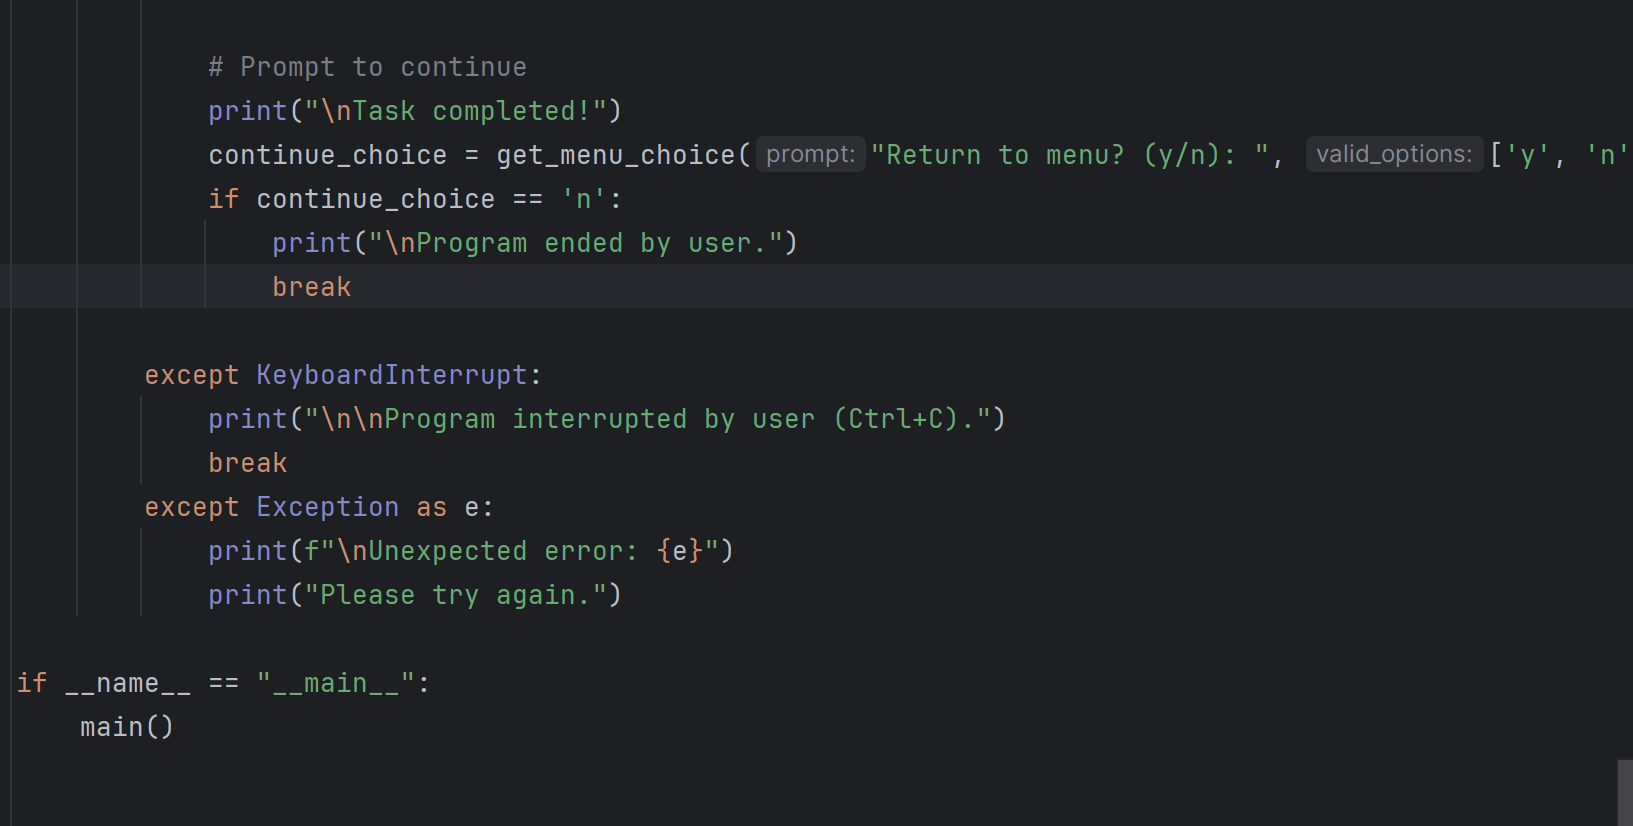 # Prompt to continue
print("\nTask completed!")
continue_choice = get_menu_choice( prompt: "Return to menu? (y/n): ", valid_options: ['y', 'n'
if continue_choice == 'n':
print("\nProgram ended by user.")
break
except KeyboardInterrupt:
print("\n\nProgram interrupted by user (Ctrl+C).")
break
except Exception as e:
print(f"\nUnexpected error: {e}")
print("Please try again.")
if __name__ == "__main__":
main()